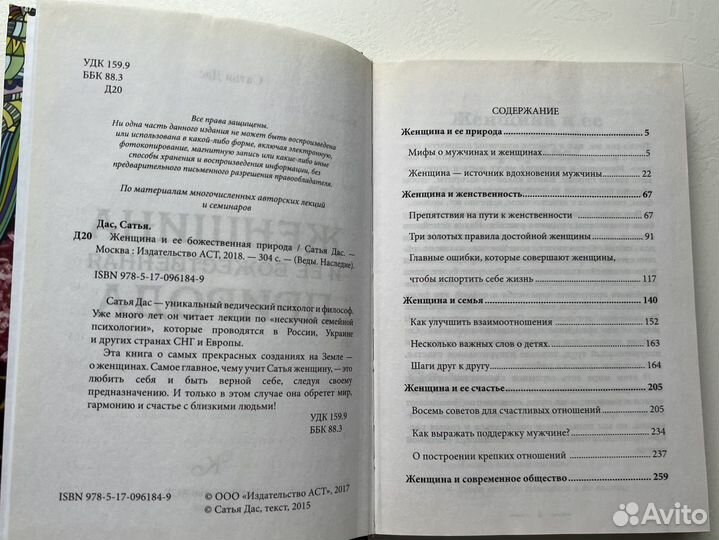 УДК 159.9
ББК 88.3
Д20
Все права защищены.
Ни одна часть данного издания не может быть воспроизведена
или использована в какой-либо форме, включая электронную,
фотокопирование, магнитную запись или какие-либо иные
способы хранения и воспроизведения информации, без
предварительного письменного разрешения правообладателя.
По материалам многочисленных авторских лекций
и семинаров
Дас, Сатья.
Д20 Женщина и ее божественная природа / Сатья Дас. —
Москва : Издательство АСТ, 2018. — 304 с. — (Веды. Наследие).
ISBN 978-5-17-096184-9
Сатья Дас — уникальный ведический психолог и философ.
Уже много лет он читает лекции по «нескучной семейной
психологии», которые проводятся в России, Украине
и других странах СНГ и Европы.
Эта книга о самых прекрасных созданиях на Земле —
о женщинах. Самое главное, чему учит Сатья женщину, — это
любить себя и быть верной себе, следуя своему
предназначению. И только в этом случае она обретет мир,
гармонию и счастье с близкими людьми!
УДК 159.9
ББК 88.3
ISBN 978-5-17-096184-9
© ООО «Издательство АСТ», 2017
© Сатья Дас, текст, 2015
СОДЕРЖАНИЕ
Женщина и ее природа 5
Мифы о мужчинах и женщинах 5
Женщина — источник вдохновения мужчины 22
Женщина и женственность 67
Препятствия на пути к женственности 67
Три золотых правила достойной женщины 91
Главные ошибки, которые совершают женщины,
чтобы испортить себе жизнь 117
Женщина и семья 140
Как улучшить взаимоотношения 152
Несколько важных слов о детях 163
Шаги друг к другу 164
Женщина и ее счастье 205
Восемь советов для счастливых отношений 205
Как выражать поддержку мужчине? 234
О построении крепких отношений 237
Женщина и современное общество 259
Avito